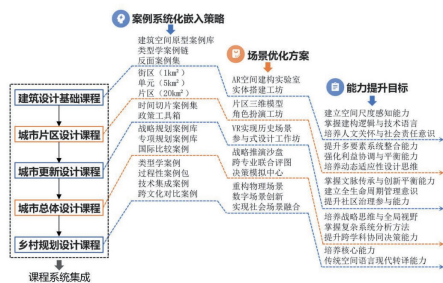 案例系统化嵌入策略
建筑空间原型案例库
类型学案例链
反面案例集
街区（1km²）
单元（5km²）
片区（20km²）
时间切片案例集
政策工具箱
战略规划案例库
专项规划案例库
国际比较案例
类型学案例
过程性案例包
技术集成案例
跨文化对比案例
场景优化方案
AR空间建构实验室
实体搭建工坊
片区三维模型
角色扮演工坊
VR实现历史场景
参与式设计工作坊
战略推演沙盘
跨专业联合评图
决策模拟中心
重构物理场景
数字场景创新
实现社会场景融合
能力提升目标
建立空间尺度感知能力
掌握建构逻辑与技术语言
培养人文关怀与社会责任意识
提升多要素系统整合能力
强化利益协调与平衡能力
培养动态适应性设计思维
掌握文脉传承与创新平衡能力
建立全生命周期管理意识
提升社区治理参与能力
培养战略思维与全局视野
掌握复杂系统分析方法
提升跨学科协同决策能力
培养核心能力
传统空间语言现代转译能力
建筑设计基础课程
城市片区设计课程
城市更新设计课程
城市总体设计课程
乡村规划设计课程
课程系统集成